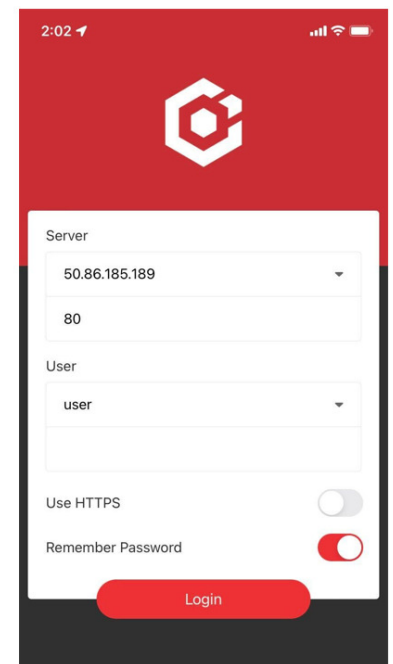 2:02
Server
50.86.185.189
80
User
user
Use HTTPS
Remember Password
Login